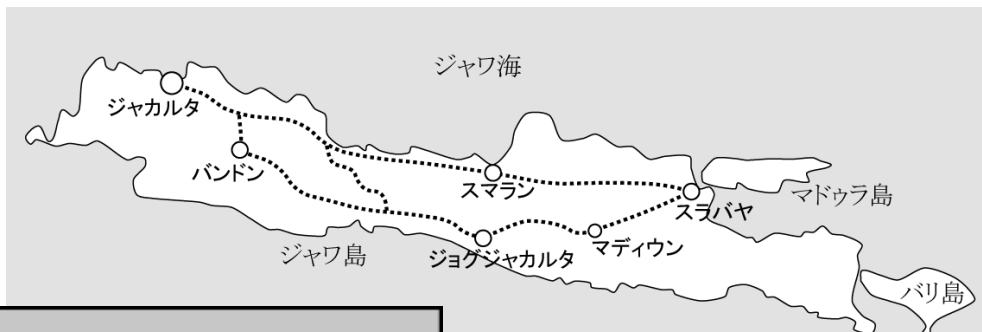 ジャワ海
ジャカルタ
バンドン
スマラン
マドゥラ島
スラバヤ
ジャワ島
ジョグジャカルタ
マディウン
バリ島